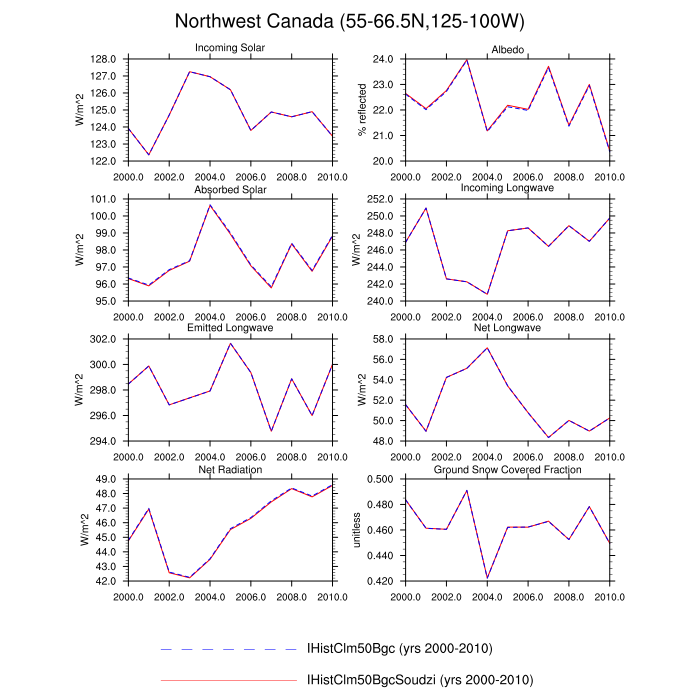 Northwest Canada (55-66.5N,125-100W)
Incoming Solar
W/m^2
128.0
127.0
126.0
125.0
124.0
123.0
122.0
2000.0 2002.0 2004.0 2006.0 2008.0 2010.0
Albedo
% reflected
24.0
23.0
22.0
21.0
20.0
2000.0 2002.0 2004.0 2006.0 2008.0 2010.0
Absorbed Solar
W/m^2
101.0
100.0
99.0
98.0
97.0
96.0
95.0
2000.0 2002.0 2004.0 2006.0 2008.0 2010.0
Incoming Longwave
W/m^2
252.0
250.0
248.0
246.0
244.0
242.0
240.0
2000.0 2002.0 2004.0 2006.0 2008.0 2010.0
Emitted Longwave
W/m^2
302.0
300.0
298.0
296.0
294.0
2000.0 2002.0 2004.0 2006.0 2008.0 2010.0
Net Longwave
W/m^2
58.0
56.0
54.0
52.0
50.0
48.0
2000.0 2002.0 2004.0 2006.0 2008.0 2010.0
Net Radiation
W/m^2
49.0
48.0
47.0
46.0
45.0
44.0
43.0
42.0
2000.0 2002.0 2004.0 2006.0 2008.0 2010.0
Ground Snow Covered Fraction
unitless
0.500
0.480
0.460
0.440
0.420
2000.0 2002.0 2004.0 2006.0 2008.0 2010.0
IHistClm50Bgc (yrs 2000-2010)
IHistClm50BgcSoudzi (yrs 2000-2010)